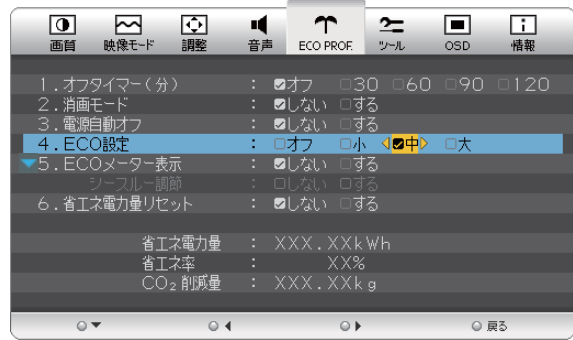 画質 映像モード 調整 音声 ECO PROF. ツール OSD 情報
1.オフタイマー(分) : ☑オフ □30 □60 □90 □120
2.消画モード : ☑しない □する
3.電源自動オフ : ☑しない □する
4.ECO設定 : □オフ □小 ☑中 □大
5.ECOメーター表示 : ☑しない □する
シースルー調節 : □しない □する
6.省エネ電力量リセット : ☑しない □する
省エネ電力量 : XXX.XXkWh
省エネ率 : XX%
CO₂削減量 : XXX.XXkg
戻る